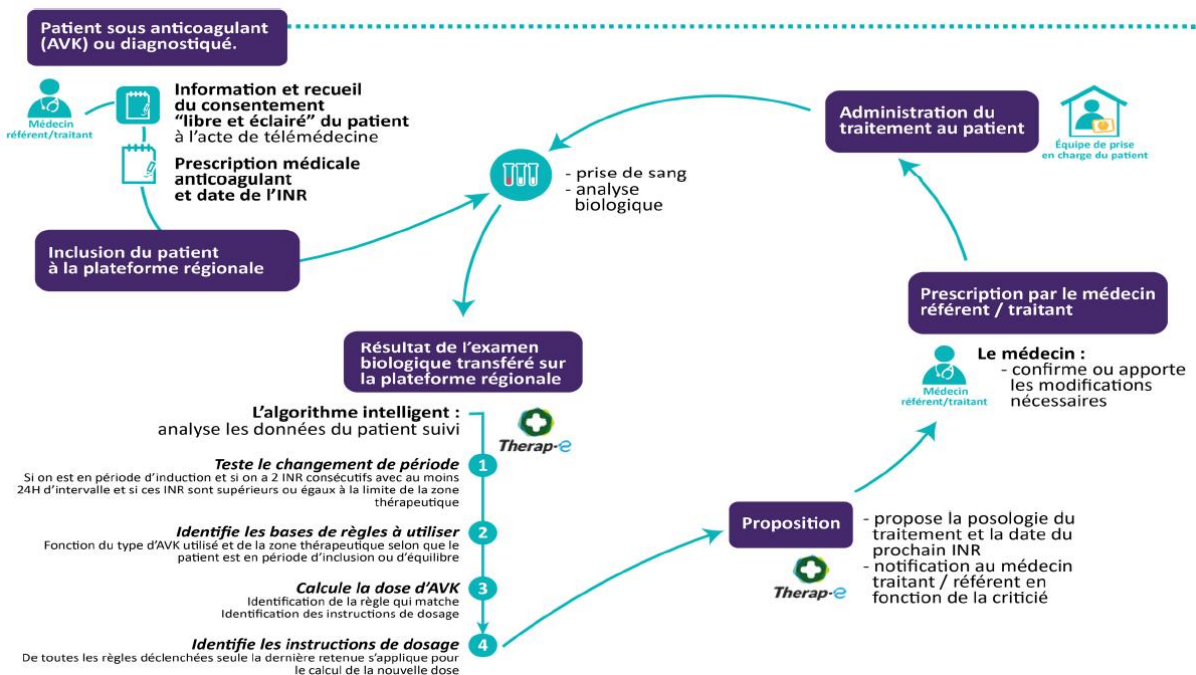 Patient sous anticoagulant
(AVK) ou diagnostiqué.
Médecin
référent/traitant
Information et recueil
du consentement
“libre et éclairé” du patient
à l’acte de télémédecine
Prescription médicale
anticoagulant
et date de l’INR
Inclusion du patient
à la plateforme régionale
- prise de sang
- analyse
biologique
Administration du
traitement au patient
Équipe de prise
en charge du patient
Prescription par le médecin
référent / traitant
Médecin
référent/traitant
Le médecin :
- confirme ou apporte
les modifications
nécessaires
Résultat de l’examen
biologique transféré sur
la plateforme régionale
L’algorithme intelligent :
analyse les données du patient suivi
Therap-e
Teste le changement de période
1
Si on est en période d’induction et si on a 2 INR consécutifs avec au moins
24H d’intervalle et si ces INR sont supérieurs ou égaux à la limite de la zone
thérapeutique
Identifie les bases de règles à utiliser
2
Fonction du type d’AVK utilisé et de la zone thérapeutique selon que le
patient est en période d’inclusion ou d’équilibre
Calcule la dose d’AVK
3
Identification de la règle qui matche
Identification des instructions de dosage
Identifie les instructions de dosage
4
De toutes les règles déclenchées seule la dernière retenue s’applique pour
le calcul de la nouvelle dose
Proposition
Therap-e
- propose la posologie du
traitement et la date du
prochain INR
- notification au médecin
traitant / référent en
fonction de la criticié